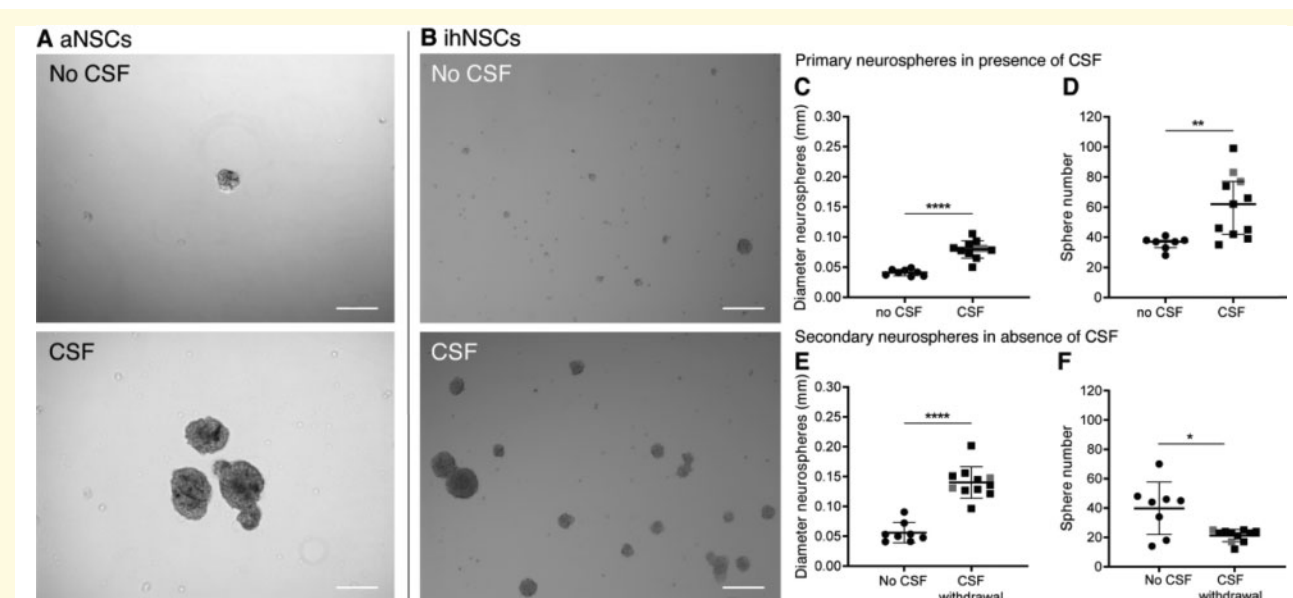 A aNSCs
No CSF
CSF
B ihNSCs
No CSF
CSF
Primary neurospheres in presence of CSF
C
Diameter neurospheres (mm)
0.30
0.25
0.20
0.15
0.10
0.05
0.00
****
no CSF CSF
D
Sphere number
120
100
80
60
40
20
0
**
no CSF CSF
Secondary neurospheres in absence of CSF
E
Diameter neurospheres (mm)
0.30
0.25
0.20
0.15
0.10
0.05
0.00
****
No CSF CSF
withdrawal
F
Sphere number
120
100
80
60
40
20
0
*
No CSF CSF
withdrawal